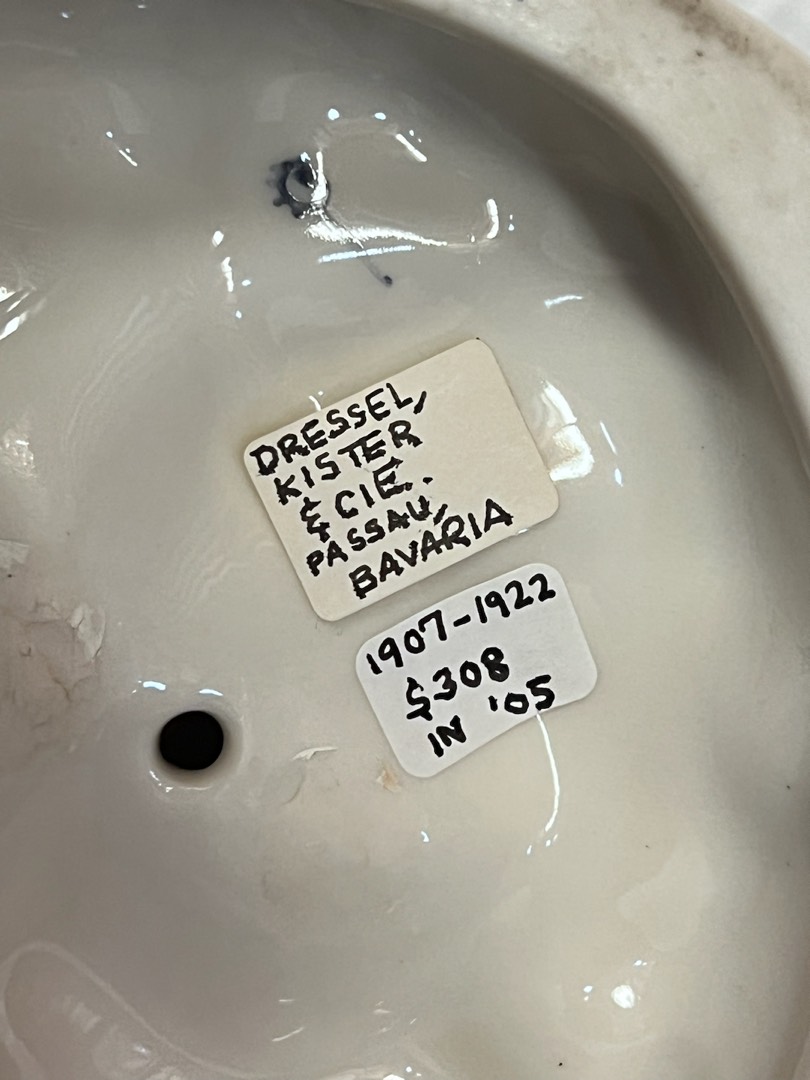 DRESSEL,
KISTER
& CIE.
PASSAU,
BAVARIA
1907-1922
$308
IN '05